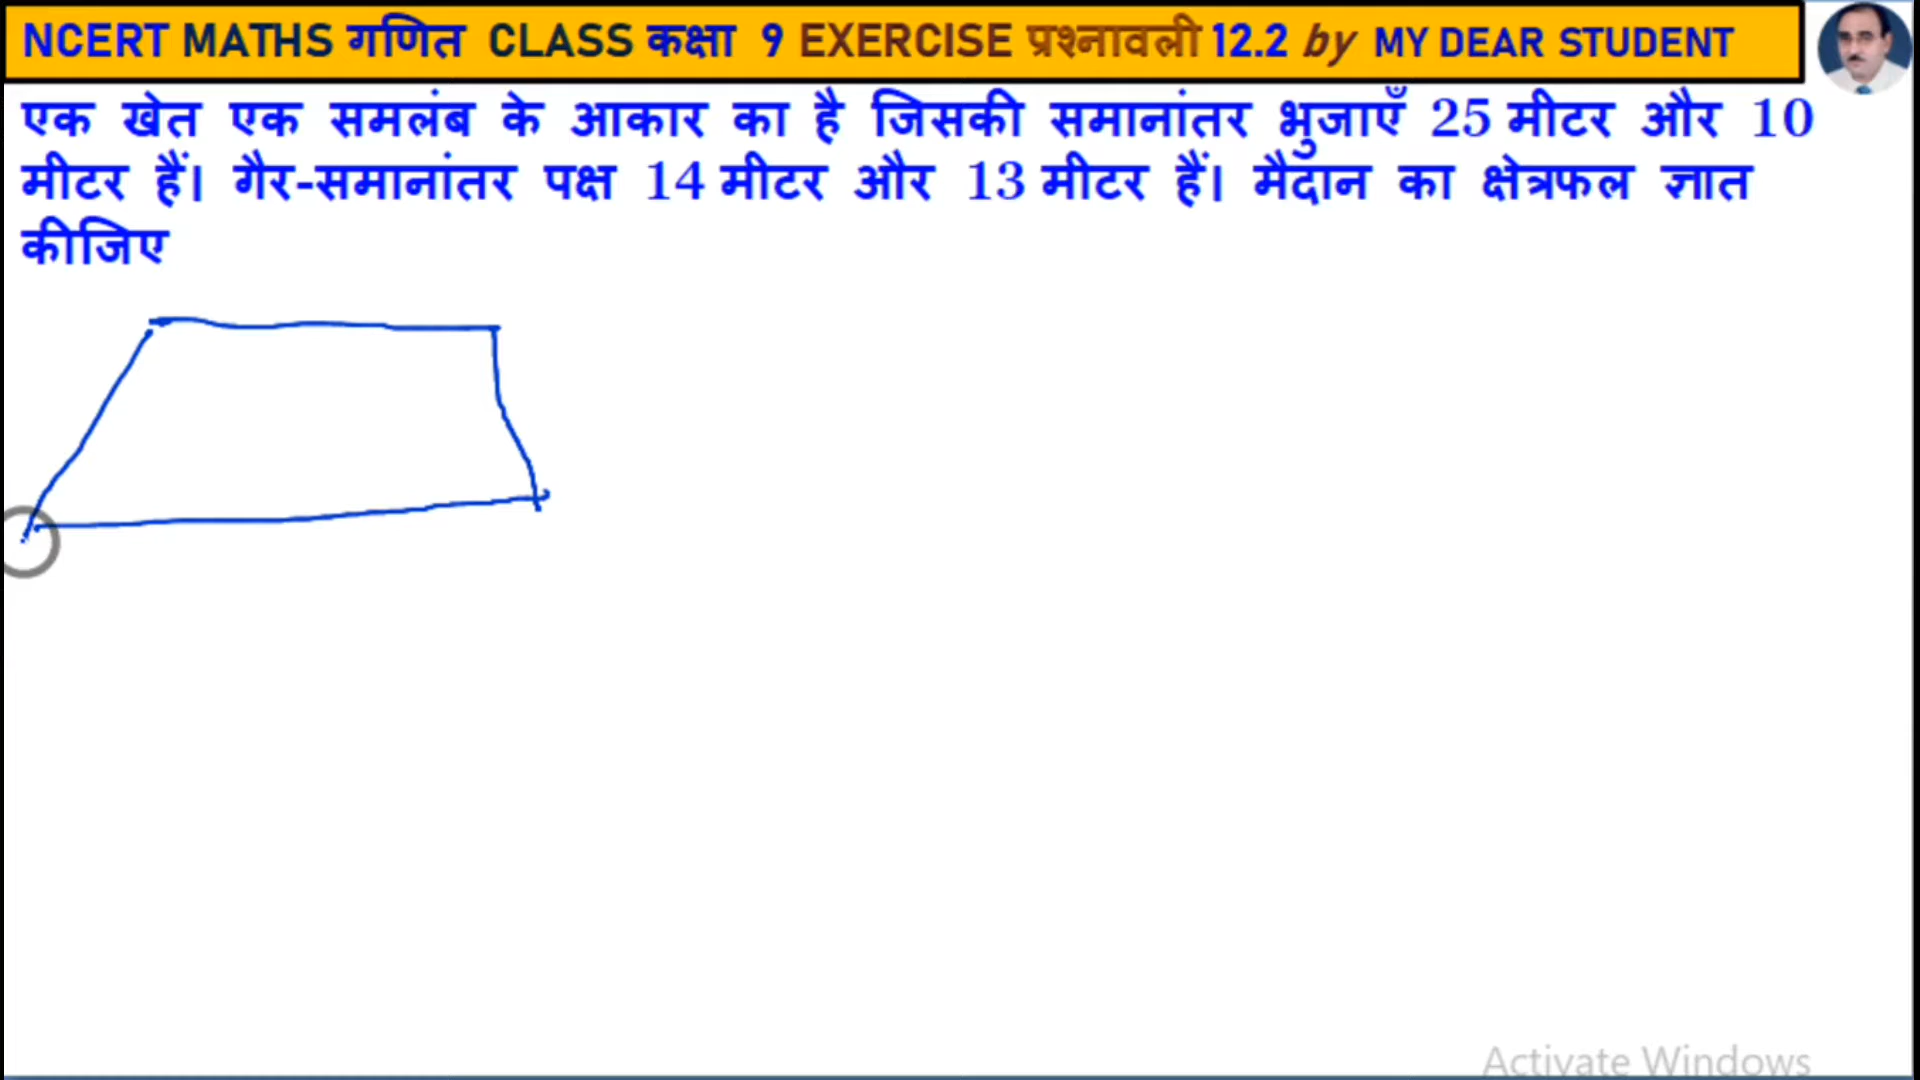 NCERT MATHS गणित CLASS कक्षा 9 EXERCISE प्रश्नावली 12.2 by MY DEAR STUDENT
एक खेत एक समलंब के आकार का है जिसकी समानांतर भुजाएँ 25 मीटर और 10
मीटर हैं। गैर-समानांतर पक्ष 14 मीटर और 13 मीटर हैं। मैदान का क्षेत्रफल ज्ञात
कीजिए
Activate Windows